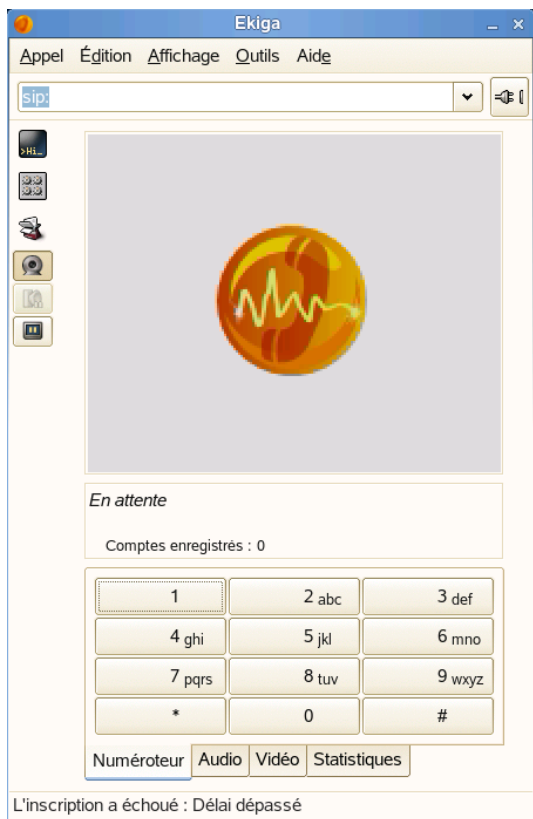 Ekiga
Appel Édition Affichage Outils Aide
sip:
>Hi_
En attente
Comptes enregistrés : 0
1 2 abc 3 def
4 ghi 5 jkl 6 mno
7 pqrs 8 tuv 9 wxyz
* 0 #
Numéroteur Audio Vidéo Statistiques
L'inscription a échoué : Délai dépassé